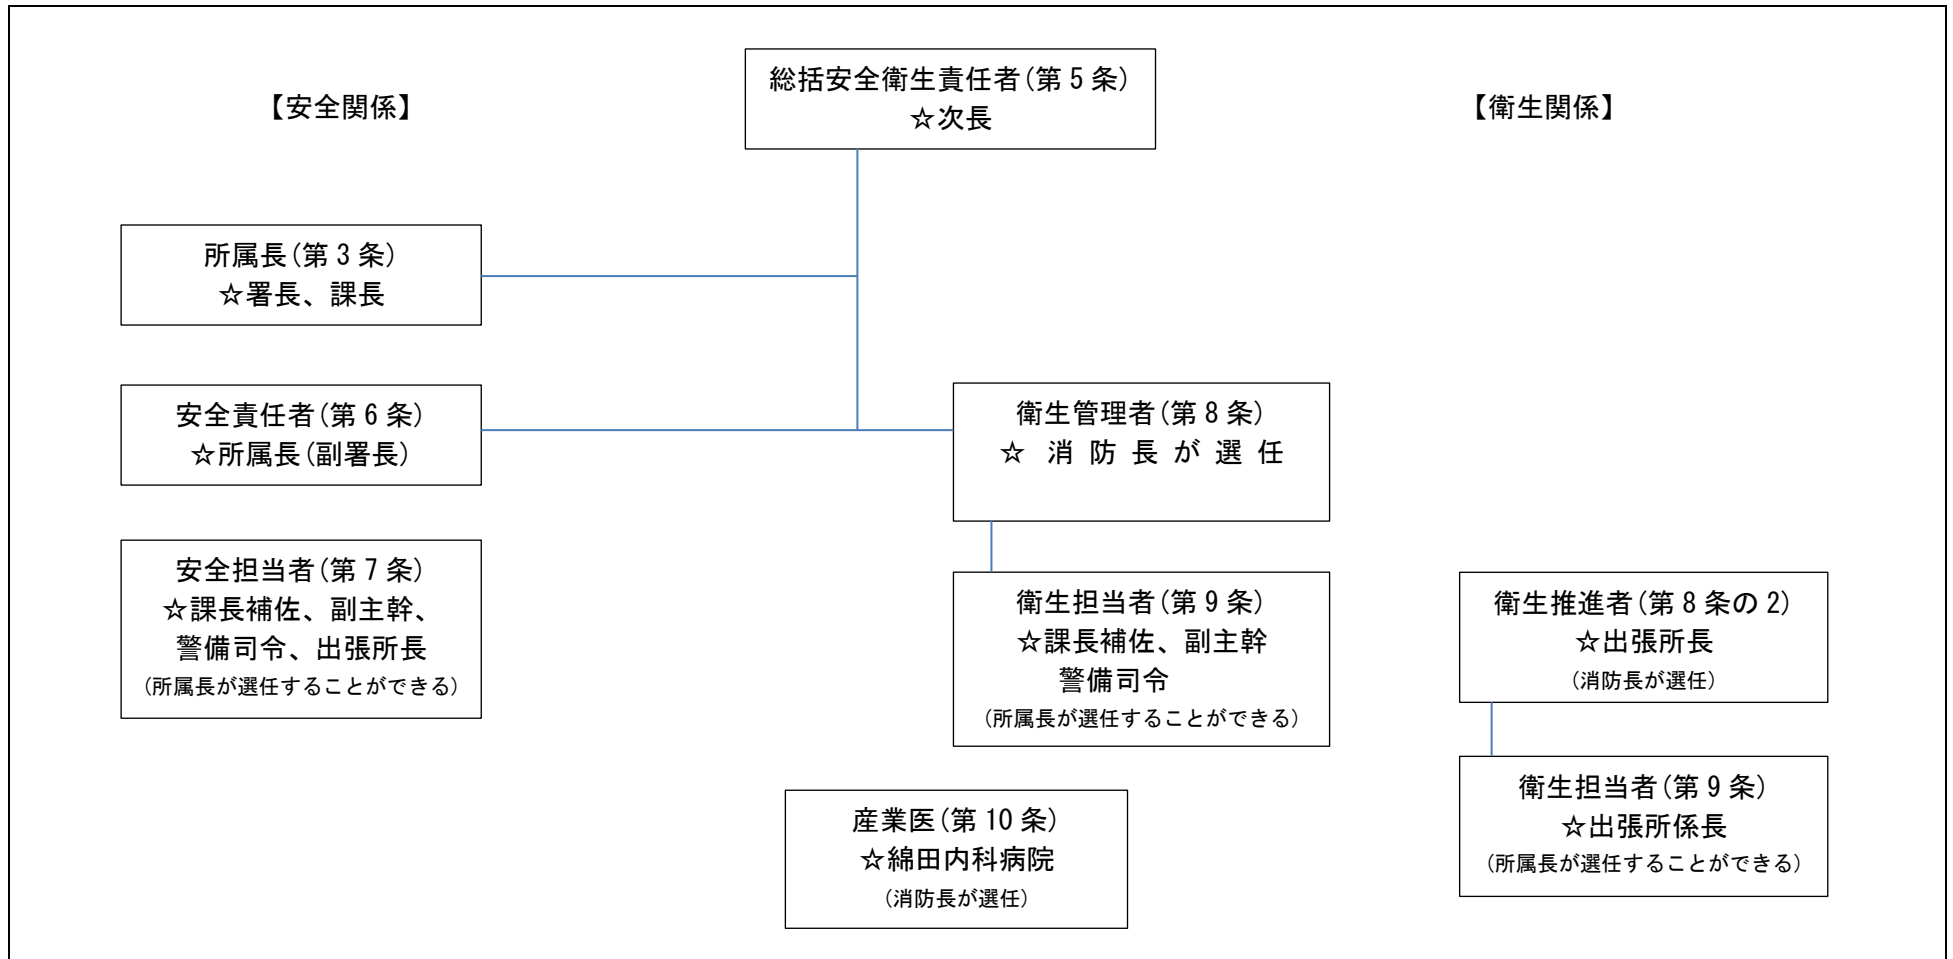 【安全関係】
総括安全衛生責任者(第5条)
☆次長
【衛生関係】
所属長(第3条)
☆署長、課長
安全責任者(第6条)
☆所属長(副署長)
衛生管理者(第8条)
☆ 消 防 長 が 選 任
安全担当者(第7条)
☆課長補佐、副主幹、
警備司令、出張所長
(所属長が選任することができる)
衛生担当者(第9条)
☆課長補佐、副主幹
警備司令
(所属長が選任することができる)
衛生推進者(第8条の2)
☆出張所長
(消防長が選任)
衛生担当者(第9条)
☆出張所係長
(所属長が選任することができる)
産業医(第10条)
☆綿田内科病院
(消防長が選任)